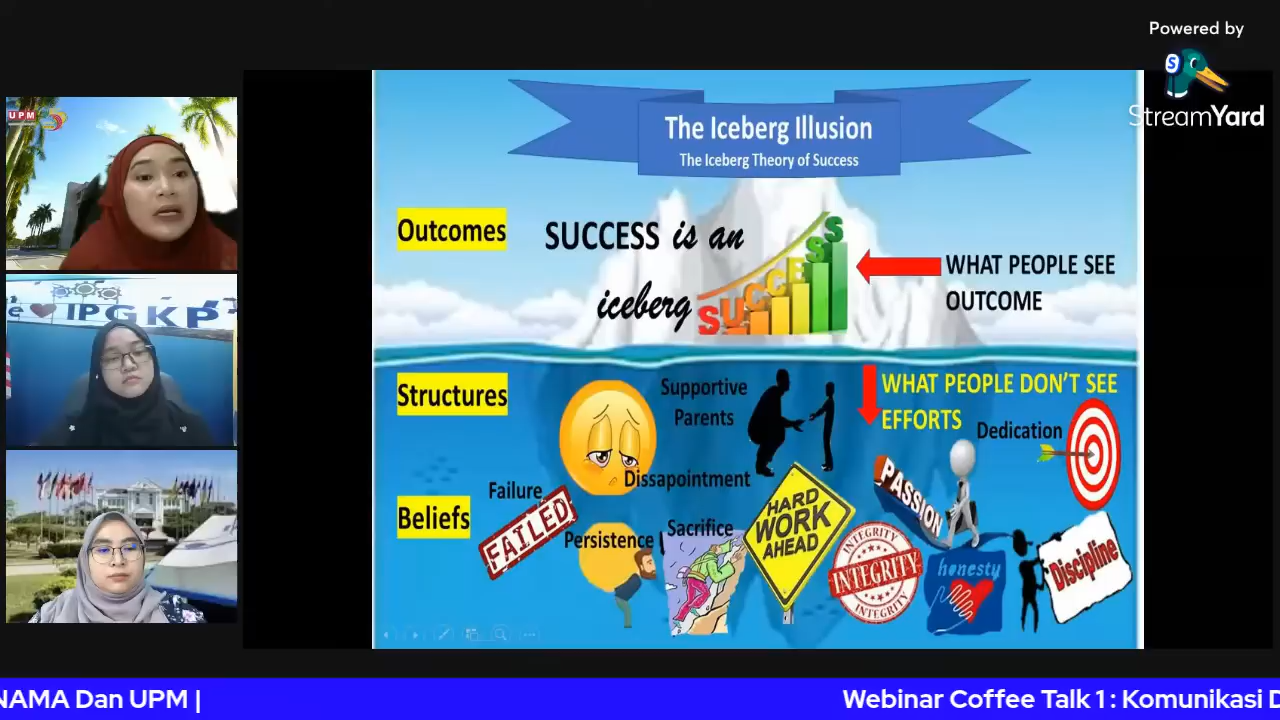 Powered by
StreamYard
UPM
IPGKP
The Iceberg Illusion
The Iceberg Theory of Success
Outcomes
SUCCESS is an
iceberg
SUCCESS
WHAT PEOPLE SEE
OUTCOME
Structures
Supportive
Parents
WHAT PEOPLE DON'T SEE
EFFORTS
Dedication
Dissapointment
Beliefs
Failure
FAILED
Persistence
Sacrifice
HARD
WORK
AHEAD
PASSION
INTEGRITY
INTEGRITY
INTEGRITY
honesty
Discipline
NAMA Dan UPM |
Webinar Coffee Talk 1 : Komunikasi D